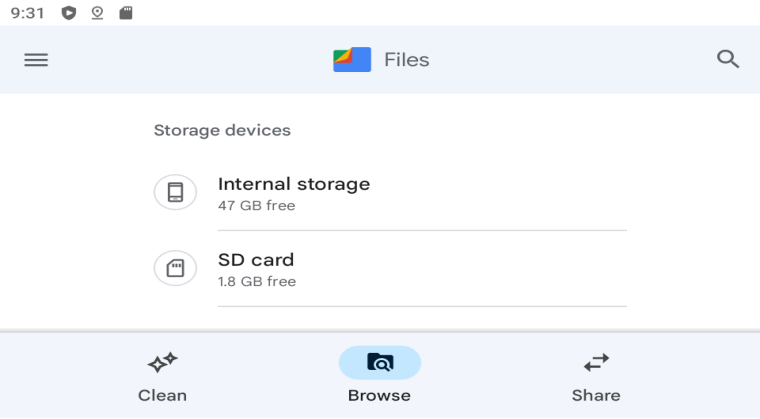 9:31
Files
Storage devices
Internal storage
47 GB free
SD card
1.8 GB free
Clean
Browse
Share